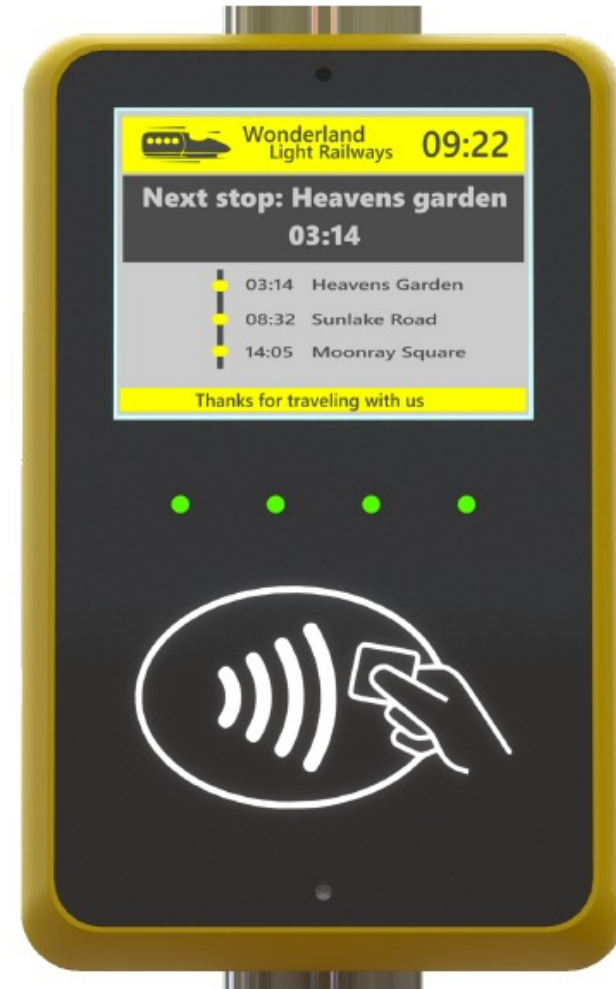 Wonderland
Light Railways
09:22
Next stop: Heavens garden
03:14
03:14 Heavens Garden
08:32 Sunlake Road
14:05 Moonray Square
Thanks for traveling with us